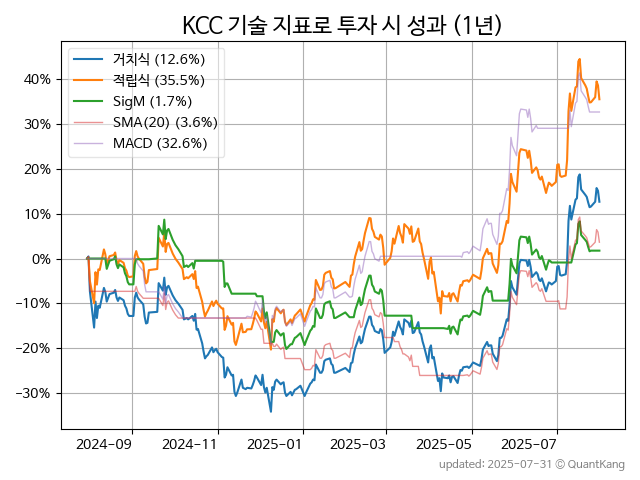 KCC 기술 지표로 투자 시 성과 (1년)
거치식 (12.6%)
적립식 (35.5%)
SigM (1.7%)
SMA(20) (3.6%)
MACD (32.6%)
40%
30%
20%
10%
0%
−10%
−20%
−30%
2024-09
2024-11
2025-01
2025-03
2025-05
2025-07
updated: 2025-07-31 © QuantKang